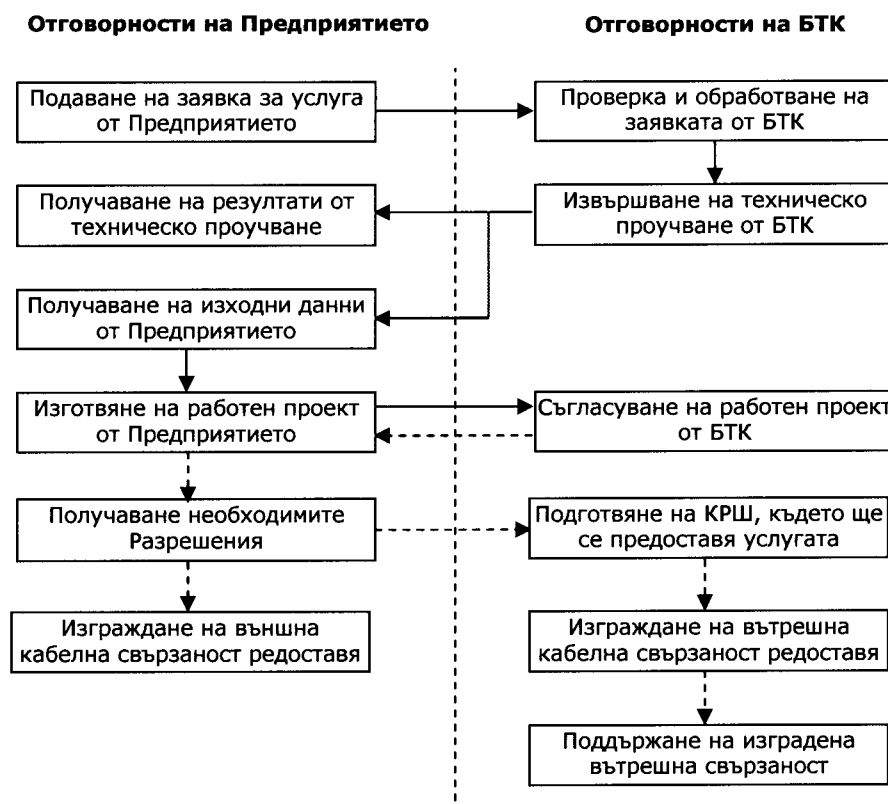 Отговорности на Предприятието
Отговорности на БТК
Подаване на заявка за услуга
от Предприятието
Проверка и обработване на
заявката от БТК
Получаване на резултати от
техническо проучване
Извършване на техническо
проучване от БТК
Получаване на изходни данни
от Предприятието
Изготвяне на работен проект
от Предприятието
Съгласуване на работен проект
от БТК
Получаване необходимите
Разрешения
Подготвяне на КРШ, където ще
се предоставя услугата
Изграждане на външна
кабелна свързаност редоставя
Изграждане на вътрешна
кабелна свързаност редоставя
Поддържане на изградена
вътрешна свързаност